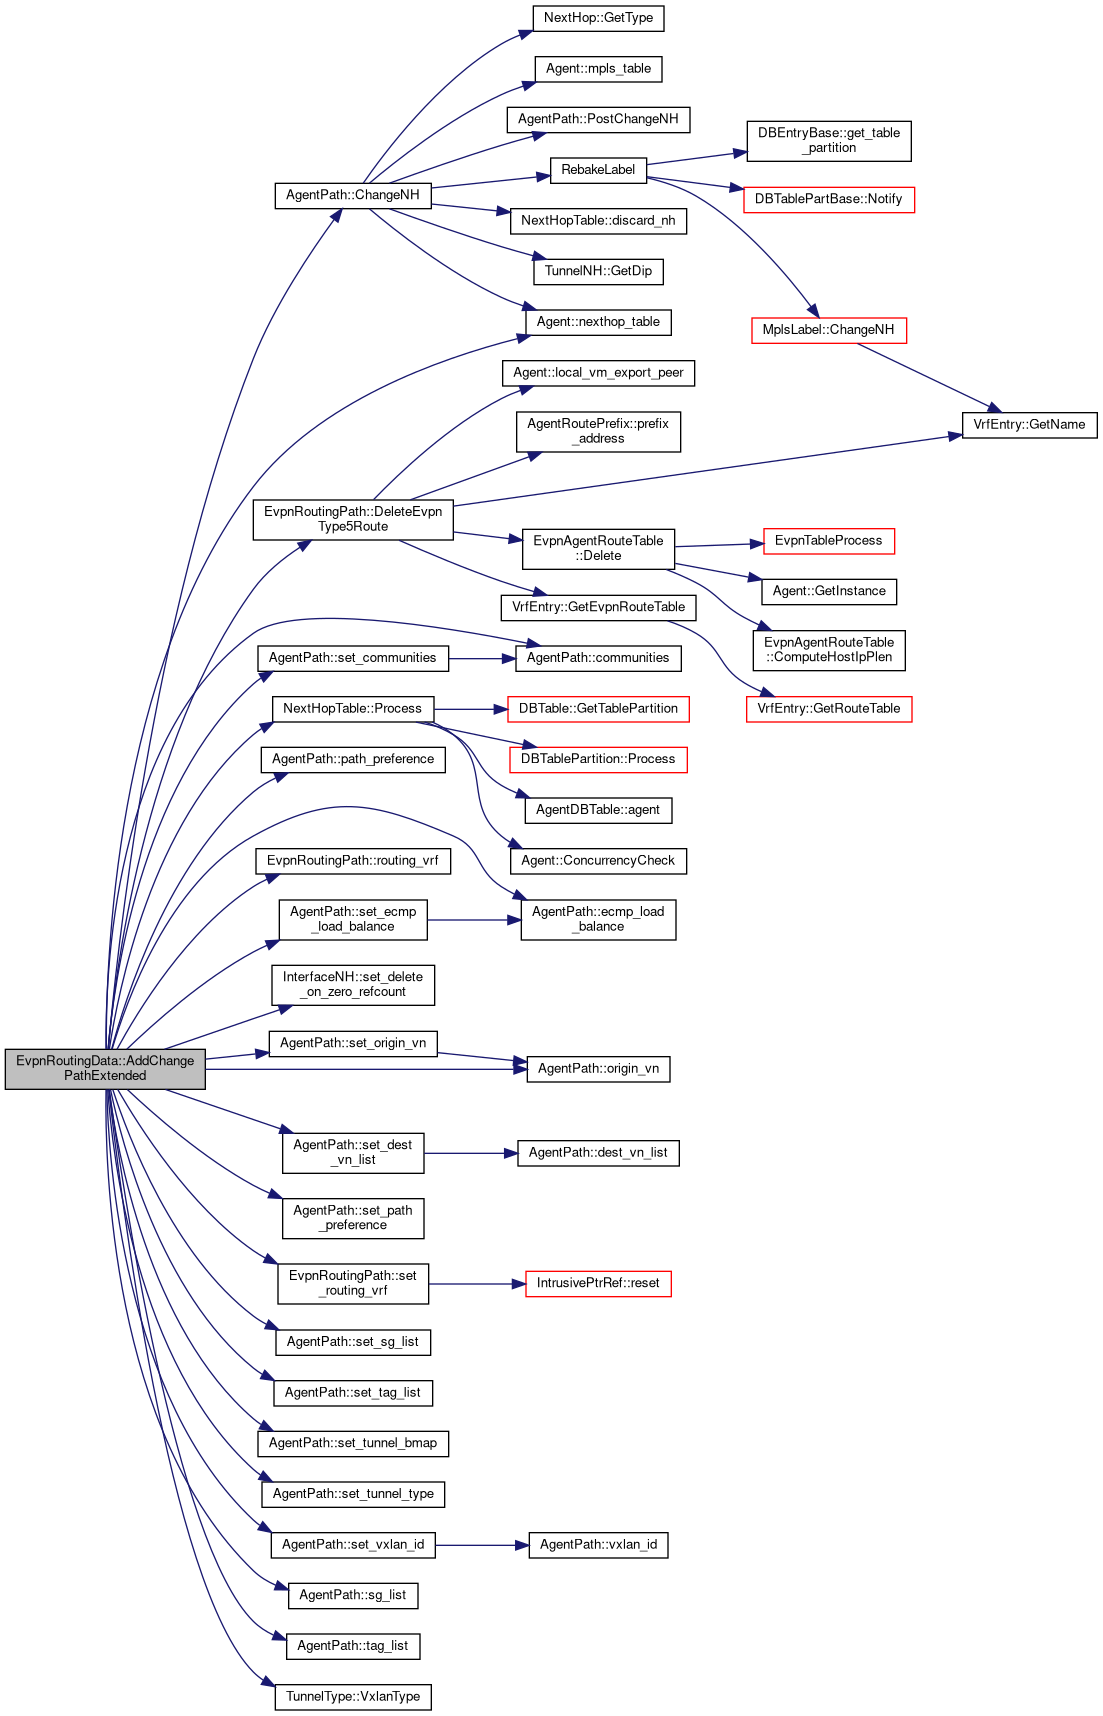 NextHop::GetType
Agent::mpls_table
AgentPath::PostChangeNH
DBEntryBase::get_table
_partition
RebakeLabel
AgentPath::ChangeNH
DBTablePartBase::Notify
NextHopTable::discard_nh
TunnelNH::GetDip
Agent::nexthop_table
MplsLabel::ChangeNH
Agent::local_vm_export_peer
AgentRoutePrefix::prefix
_address
VrfEntry::GetName
EvpnRoutingPath::DeleteEvpn
Type5Route
EvpnAgentRouteTable
::Delete
EvpnTableProcess
Agent::GetInstance
VrfEntry::GetEvpnRouteTable
EvpnAgentRouteTable
::ComputeHostIpPlen
AgentPath::set_communities
AgentPath::communities
NextHopTable::Process
DBTable::GetTablePartition
VrfEntry::GetRouteTable
AgentPath::path_preference
DBTablePartition::Process
AgentDBTable::agent
EvpnRoutingPath::routing_vrf
Agent::ConcurrencyCheck
AgentPath::set_ecmp
_load_balance
AgentPath::ecmp_load
_balance
InterfaceNH::set_delete
_on_zero_refcount
AgentPath::set_origin_vn
EvpnRoutingData::AddChange
PathExtended
AgentPath::origin_vn
AgentPath::set_dest
_vn_list
AgentPath::dest_vn_list
AgentPath::set_path
_preference
EvpnRoutingPath::set
_routing_vrf
IntrusivePtrRef::reset
AgentPath::set_sg_list
AgentPath::set_tag_list
AgentPath::set_tunnel_bmap
AgentPath::set_tunnel_type
AgentPath::set_vxlan_id
AgentPath::vxlan_id
AgentPath::sg_list
AgentPath::tag_list
TunnelType::VxlanType